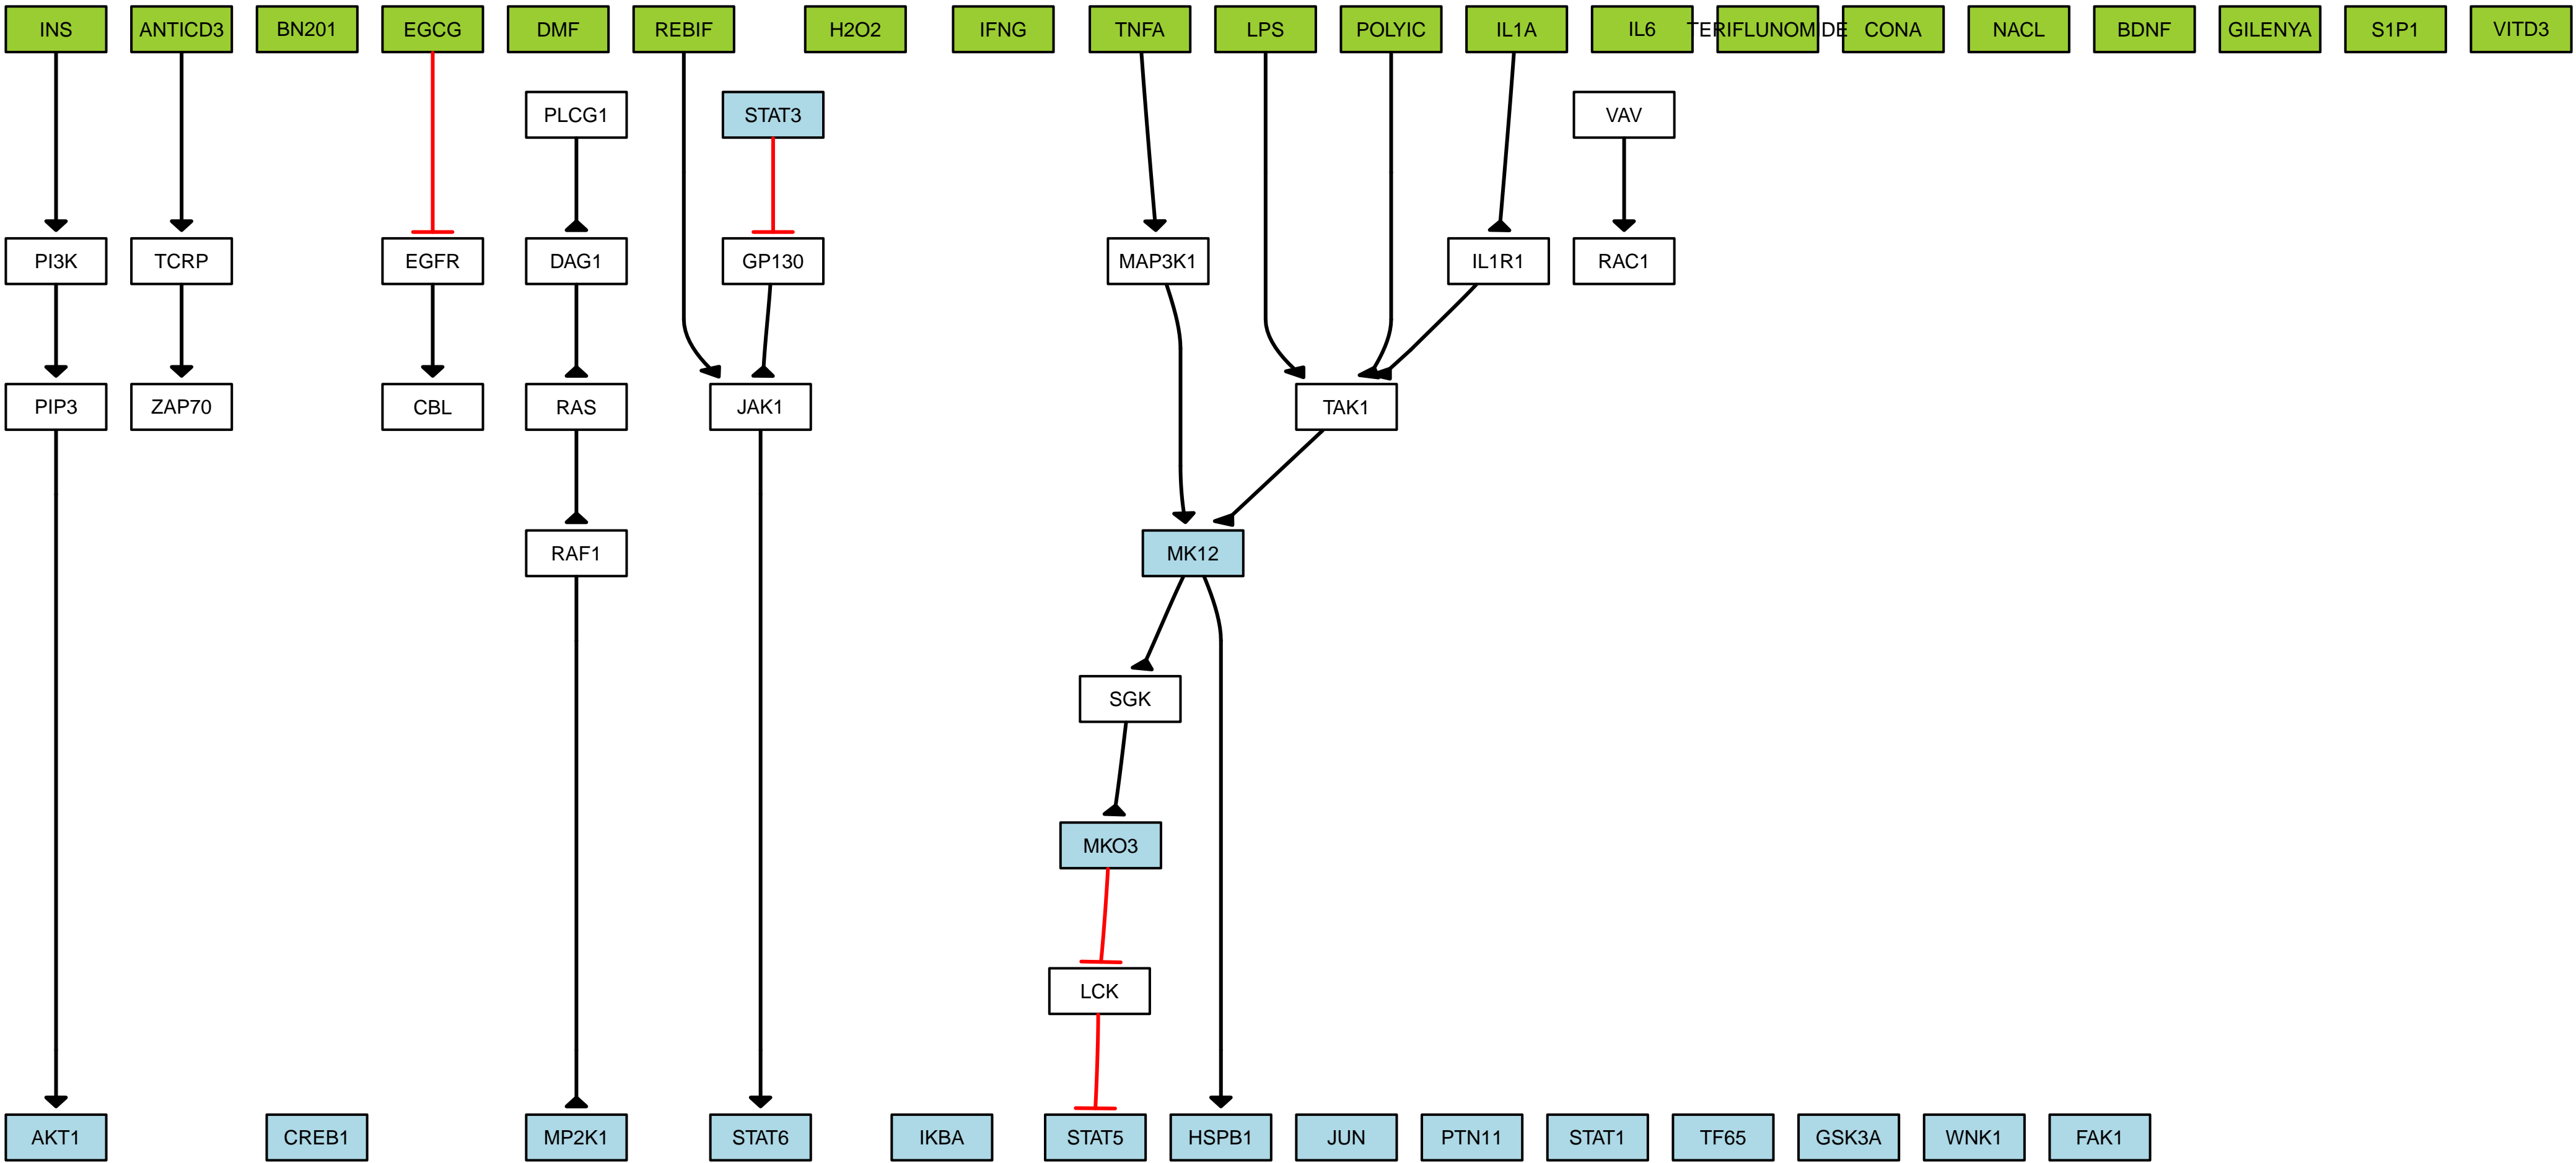 INS ANTICD3 BN201 EGCG DMF REBIF H2O2 IFNG TNFA LPS POLYIC IL1A IL6 TERIFLUNOMIDE CONA NACL BDNF GILENYA S1P1 VITD3
PLCG1 STAT3 VAV
PI3K TCRP EGFR DAG1 GP130 MAP3K1 IL1R1 RAC1
PIP3 ZAP70 CBL RAS JAK1 TAK1
RAF1 MK12
SGK
MKO3
LCK
AKT1 CREB1 MP2K1 STAT6 IKBA STAT5 HSPB1 JUN PTN11 STAT1 TF65 GSK3A WNK1 FAK1